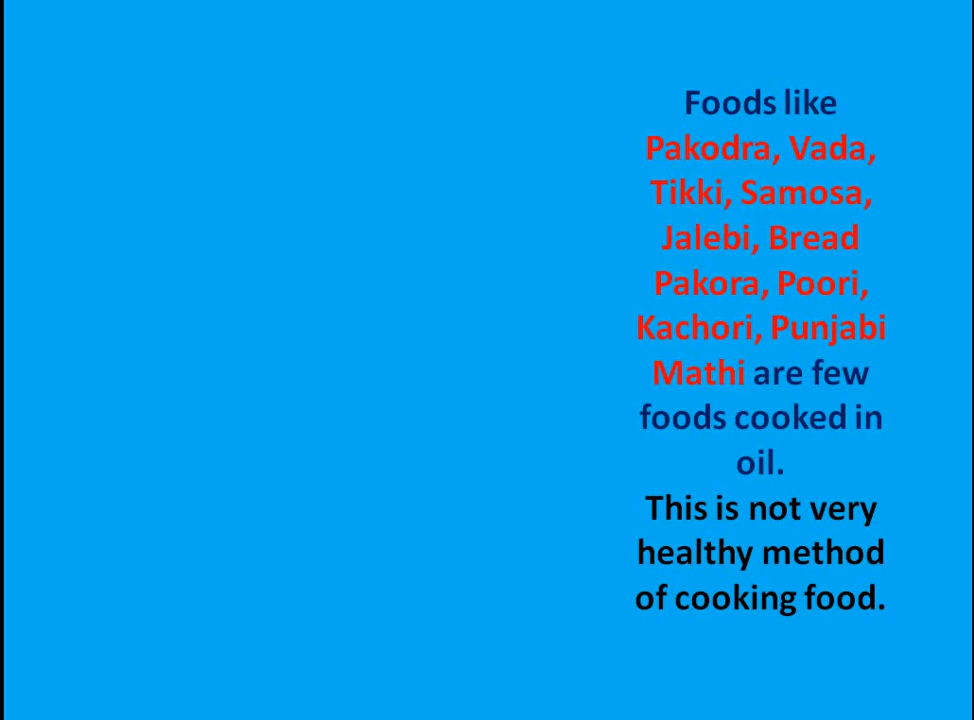 Foods like
Pakodra, Vada,
Tikki, Samosa,
Jalebi, Bread
Pakora, Poori,
Kachori, Punjabi
Mathi are few
foods cooked in
oil.
This is not very
healthy method
of cooking food.